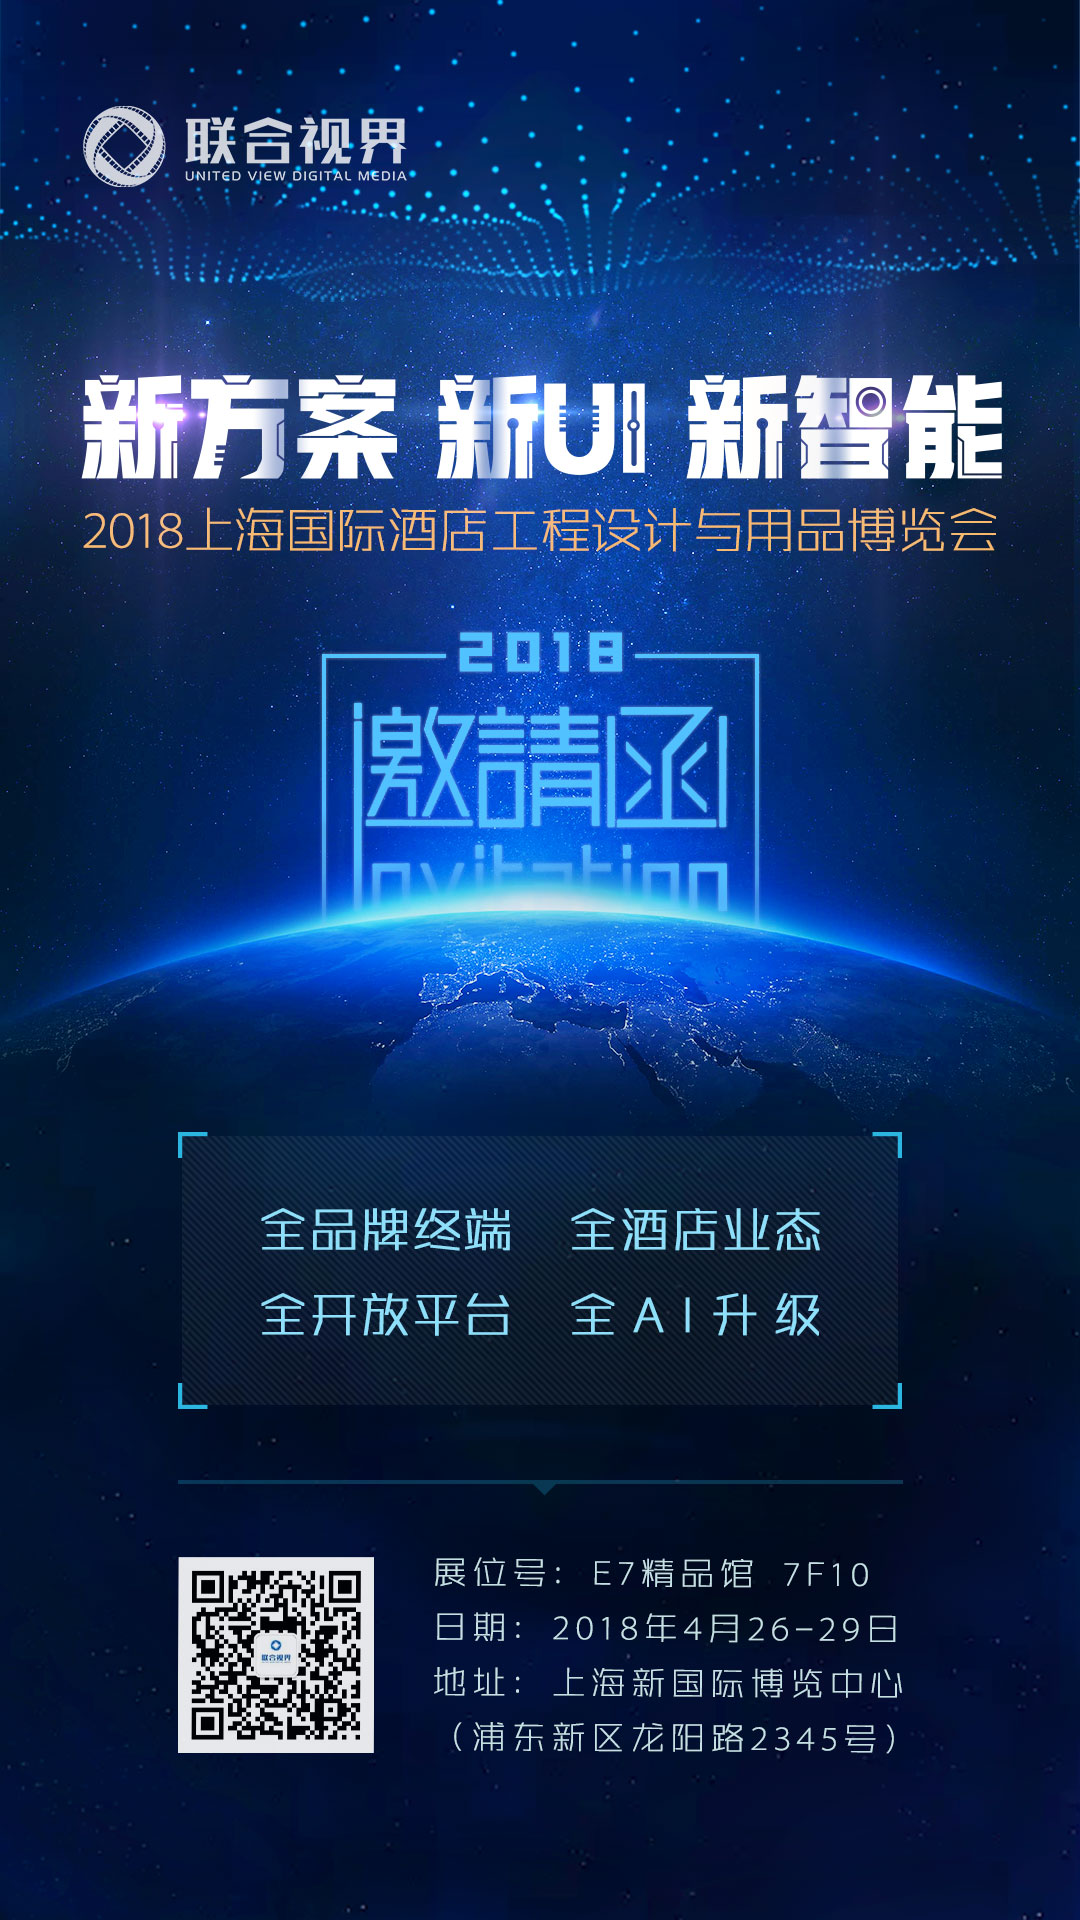 联合视界
UNITED VIEW DIGITAL MEDIA
新方案 新UI 新智能
2018上海国际酒店工程设计与用品博览会
2018
邀請函
Invitation
全品牌终端 全酒店业态
全开放平台 全AI升级
联合视界
展位号：E7精品馆 7F10
日期：2018年4月26-29日
地址：上海新国际博览中心
（浦东新区龙阳路2345号）